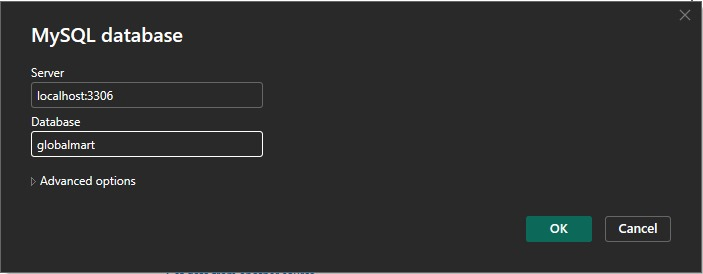 MySQL database
Server
localhost:3306
Database
globalmart
Advanced options
OK Cancel